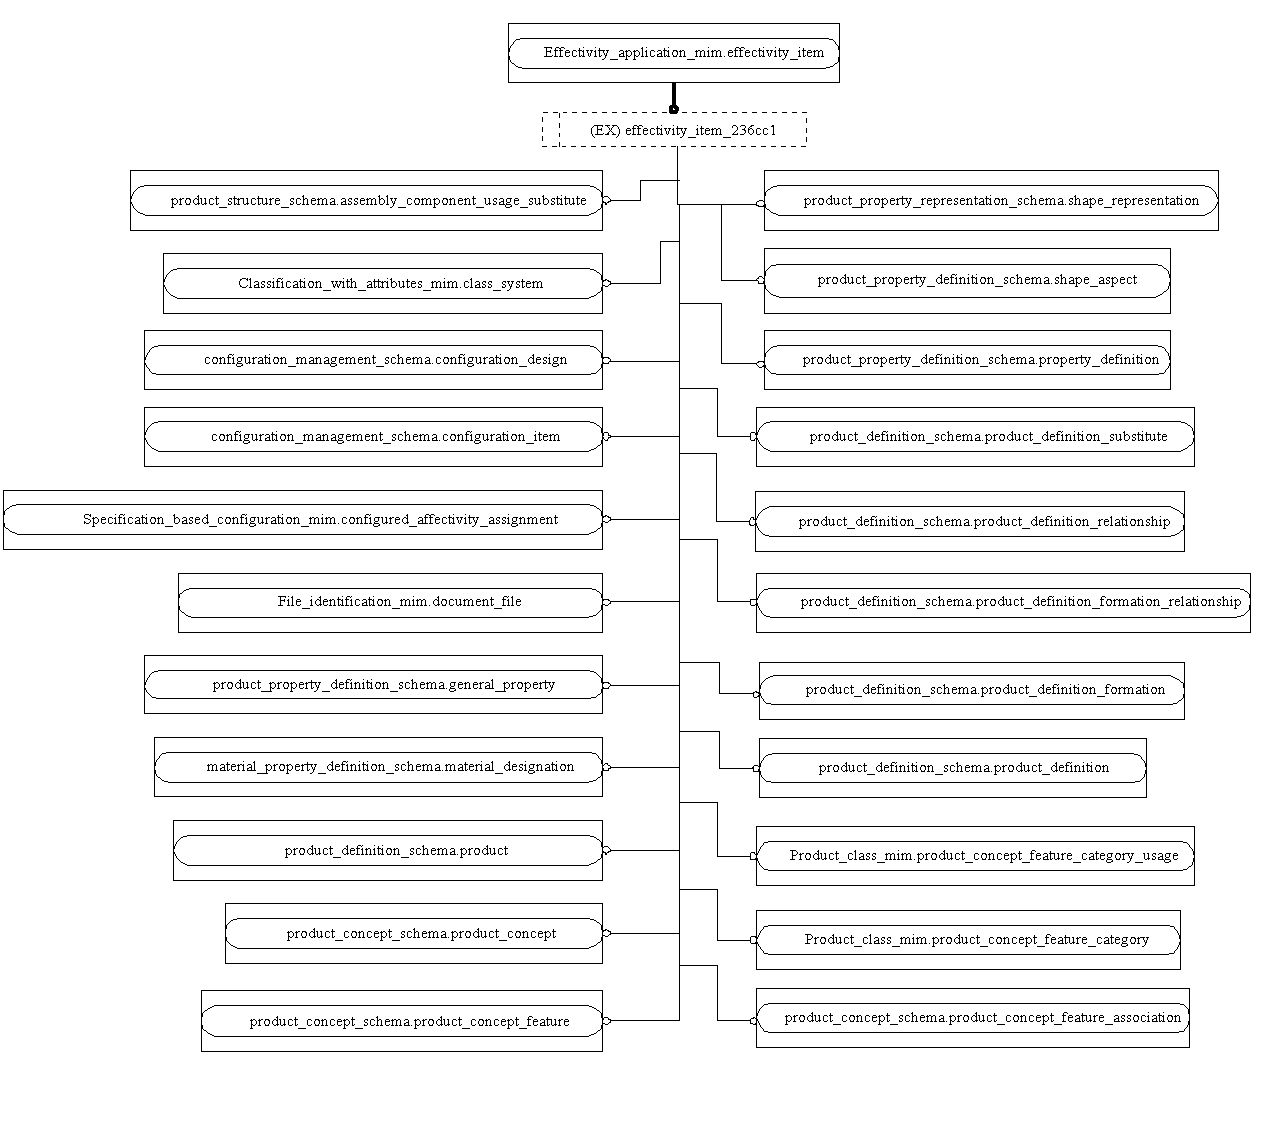 Effectivity_application_mim.effectivity_item
(EX) effectivity_item_236cc1
product_structure_schema.assembly_component_usage_substitute
product_property_representation_schema.shape_representation
Classification_with_attributes_mim.class_system
product_property_definition_schema.shape_aspect
configuration_management_schema.configuration_design
product_property_definition_schema.property_definition
configuration_management_schema.configuration_item
product_definition_schema.product_definition_substitute
Specification_based_configuration_mim.configured_affectivity_assignment
product_definition_schema.product_definition_relationship
File_identification_mim.document_file
product_definition_schema.product_definition_formation_relationship
product_property_definition_schema.general_property
product_definition_schema.product_definition_formation
material_property_definition_schema.material_designation
product_definition_schema.product_definition
product_definition_schema.product
Product_class_mim.product_concept_feature_category_usage
product_concept_schema.product_concept
Product_class_mim.product_concept_feature_category
product_concept_schema.product_concept_feature
product_concept_schema.product_concept_feature_association